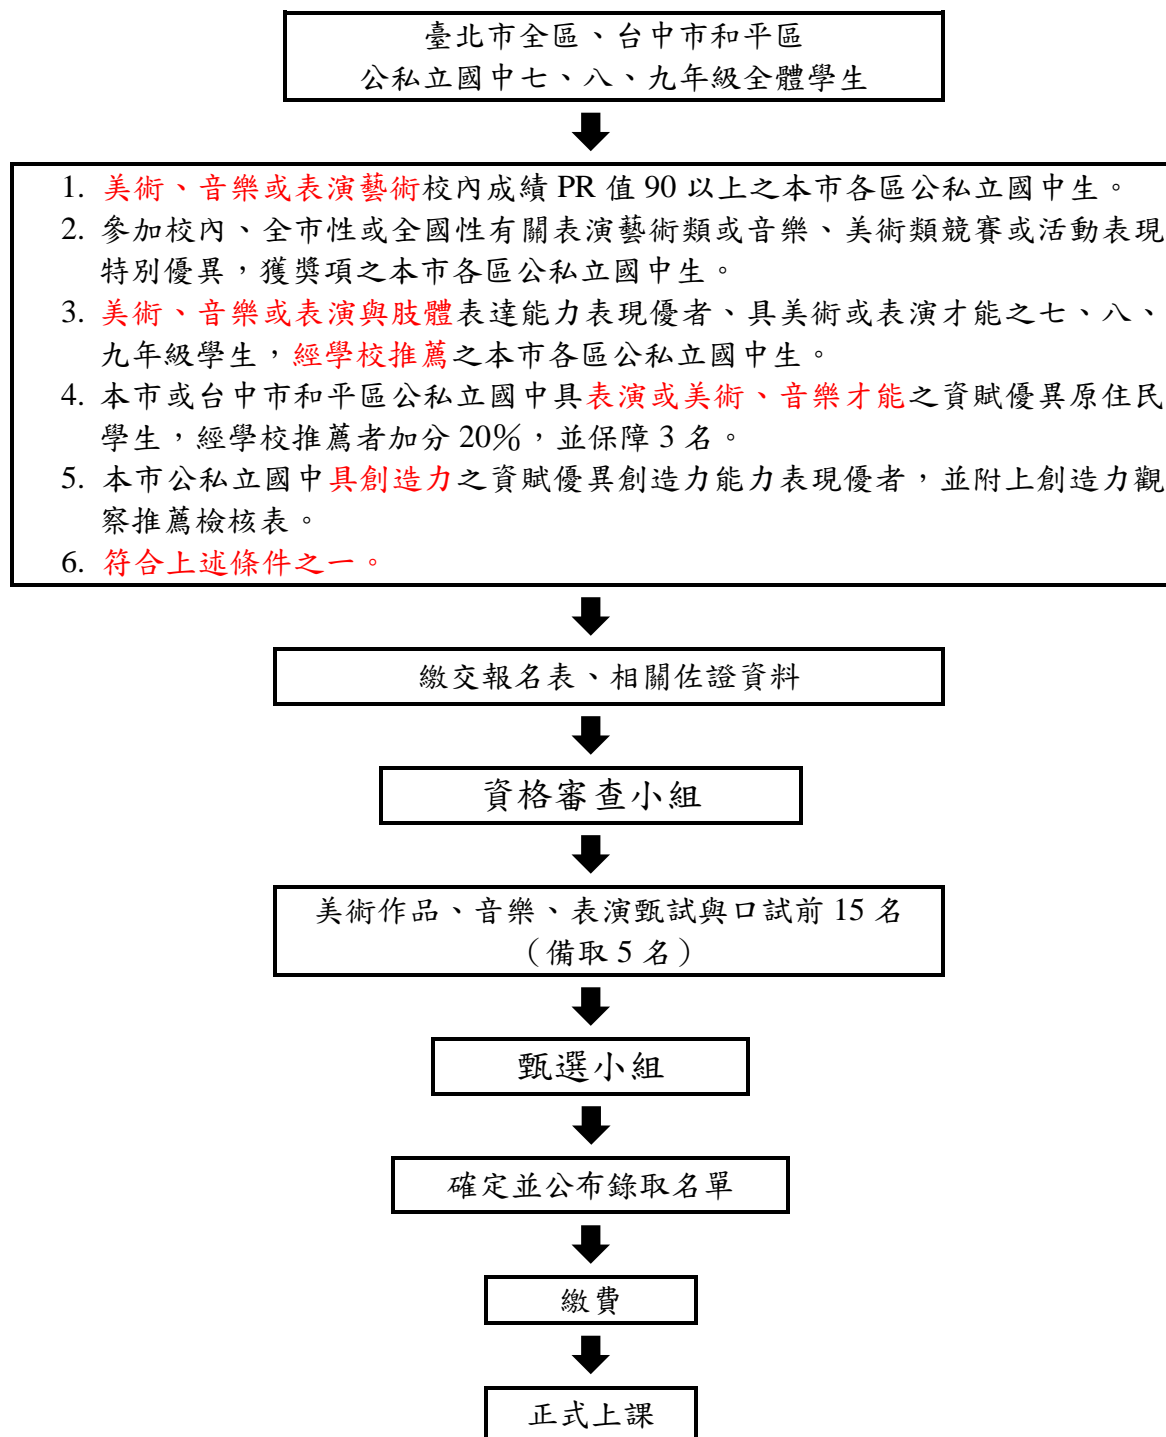 臺北市全區、台中市和平區
公私立國中七、八、九年級全體學生
1. 美術、音樂或表演藝術校內成績 PR 值 90 以上之本市各區公私立國中生。
2. 參加校內、全市性或全國性有關表演藝術類或音樂、美術類競賽或活動表現
特別優異，獲獎項之本市各區公私立國中生。
3. 美術、音樂或表演與肢體表達能力表現優者、具美術或表演才能之七、八、
九年級學生，經學校推薦之本市各區公私立國中生。
4. 本市或台中市和平區公私立國中具表演或美術、音樂才能之資賦優異原住民
學生，經學校推薦者加分 20%，並保障 3 名。
5. 本市公私立國中具創造力之資賦優異創造力能力表現優者，並附上創造力觀
察推薦檢核表。
6. 符合上述條件之一。
繳交報名表、相關佐證資料
資格審查小組
美術作品、音樂、表演甄試與口試前 15 名
（備取 5 名）
甄選小組
確定並公布錄取名單
繳費
正式上課